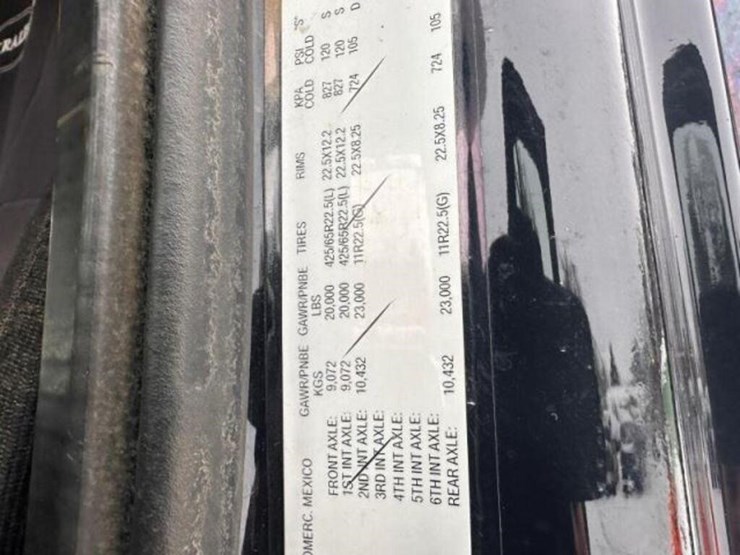 OMERC. MEXICO GAWR/PNBE GAWR/PNBE TIRES RIMS KPA PSI "S"
KGS LBS COLD COLD
FRONT AXLE: 9,072 20,000 425/65R22.5(L) 22.5X12.2 827 120 S
1ST INT AXLE: 9,072 20,000 425/65R22.5(L) 22.5X12.2 827 120 S
2ND INT AXLE: 10,432 23,000 11R22.5(G) 22.5X8.25 724 105 D
3RD INT AXLE:
4TH INT AXLE:
5TH INT AXLE:
6TH INT AXLE:
REAR AXLE: 10,432 23,000 11R22.5(G) 22.5X8.25 724 105